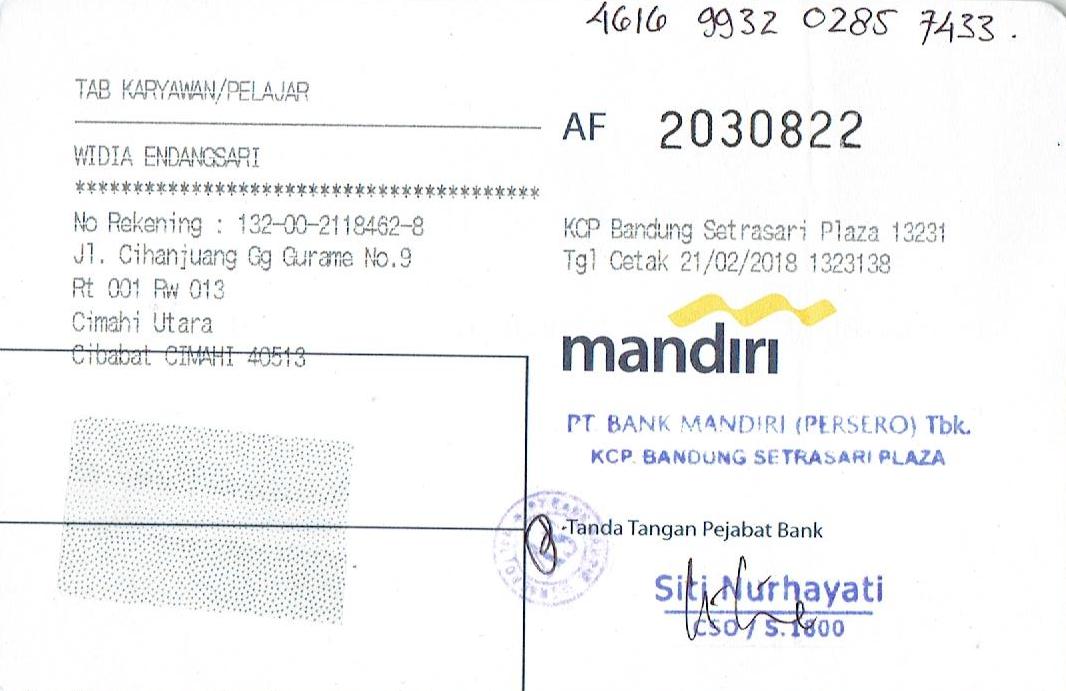 4616 9932 0285 7433.
TAB KARYAWAN/PELAJAR
AF 2030822
WIDIA ENDANGSARI
****************************************
No Rekening : 132-00-2118462-8
Jl. Cihanjuang Gg Gurame No.9
Rt 001 Rw 013
Cimahi Utara
Cibabat CIMAHI 40513
KCP Bandung Setrasari Plaza 13231
Tgl Cetak 21/02/2018 1323138
mandiri
PT. BANK MANDIRI (PERSERO) Tbk.
KCP. BANDUNG SETRASARI PLAZA
Tanda Tangan Pejabat Bank
Siti Nurhayati
CSO / S.1800